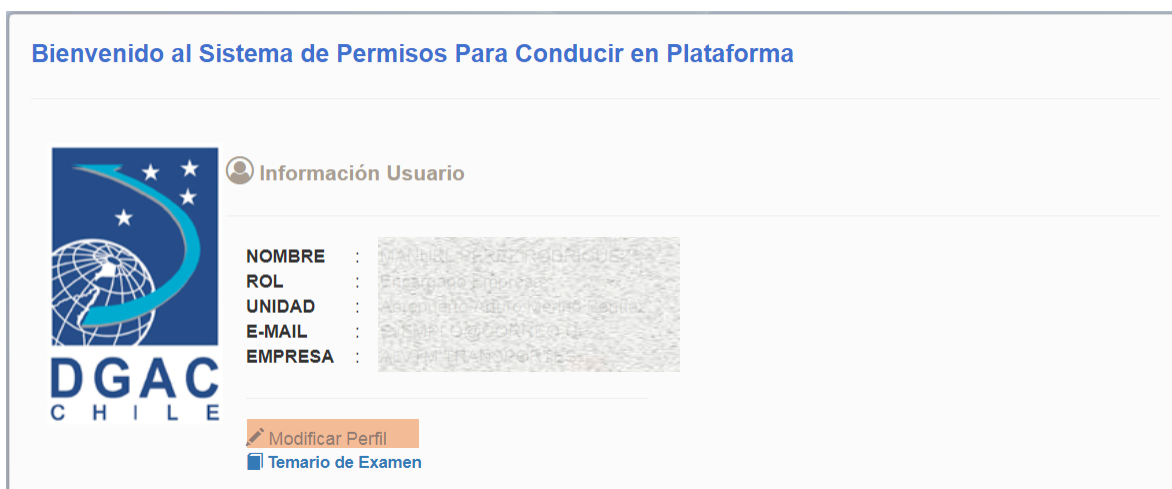 Bienvenido al Sistema de Permisos Para Conducir en Plataforma
Información Usuario
NOMBRE :
ROL :
UNIDAD :
E-MAIL :
EMPRESA :
DGAC
CHILE
Modificar Perfil
Temario de Examen